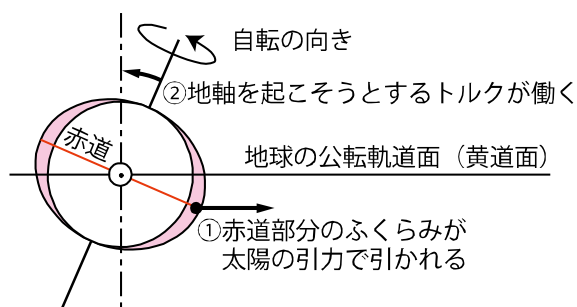 自転の向き
②地軸を起こそうとするトルクが働く
赤道
地球の公転軌道面（黄道面）
①赤道部分のふくらみが
太陽の引力で引かれる